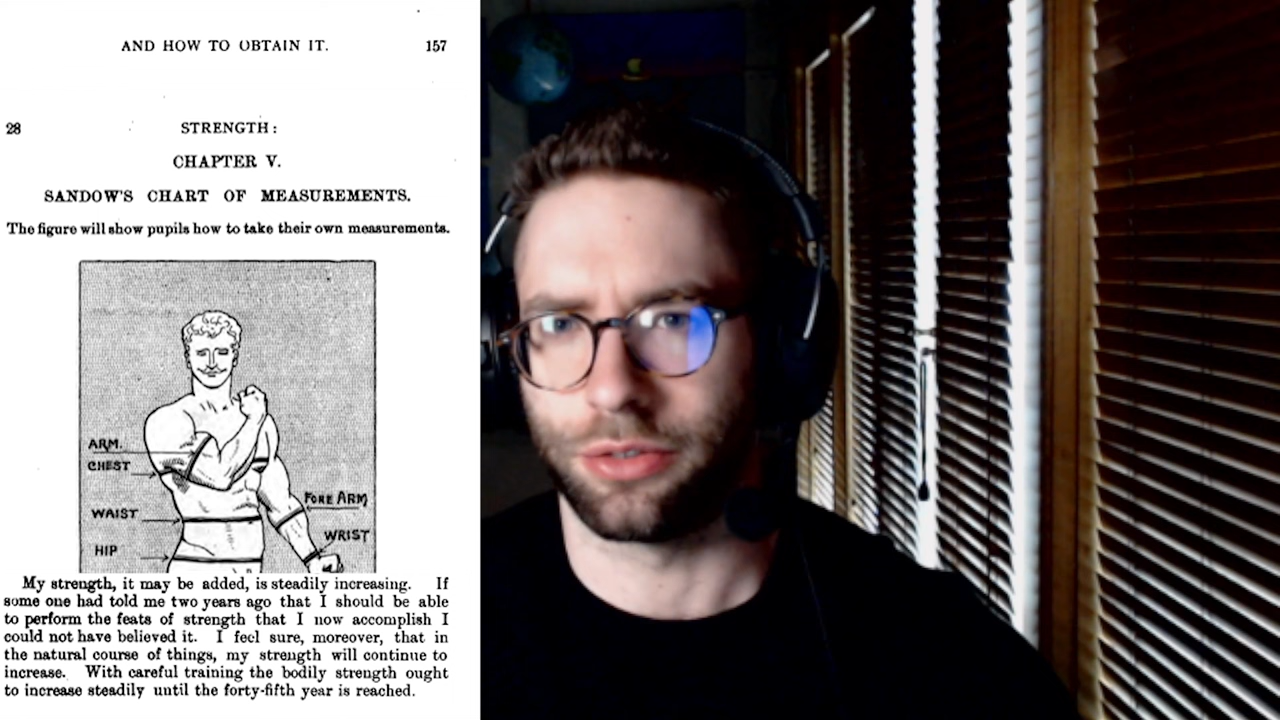 AND HOW TO OBTAIN IT. 157
28 STRENGTH:
CHAPTER V.
SANDOW'S CHART OF MEASUREMENTS.
The figure will show pupils how to take their own measurements.
ARM.
CHEST
FORE ARM
WAIST
WRIST
HIP
My strength, it may be added, is steadily increasing. If
some one had told me two years ago that I should be able
to perform the feats of strength that I now accomplish I
could not have believed it. I feel sure, moreover, that in
the natural course of things, my strength will continue to
increase. With careful training the bodily strength ought
to increase steadily until the forty-fifth year is reached.